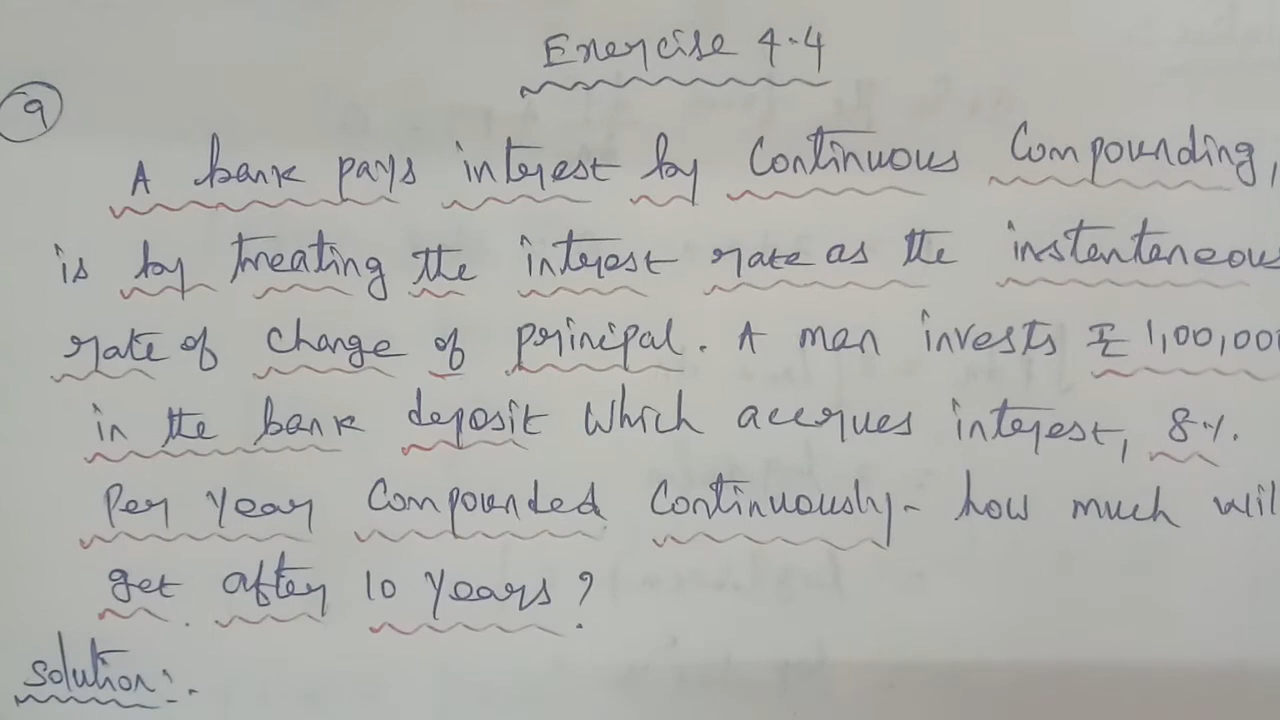 Exercise 4.4
9
A bank pays interest by Continuous Compounding,
is by treating the interest rate as the instentaneous
rate of change of prinipal. A man invests ₹ 1,00,000
in the bank deposit which accrues interest, 8%.
Per year Compounded Continuously. how much will
get after 10 years?
Solution:.